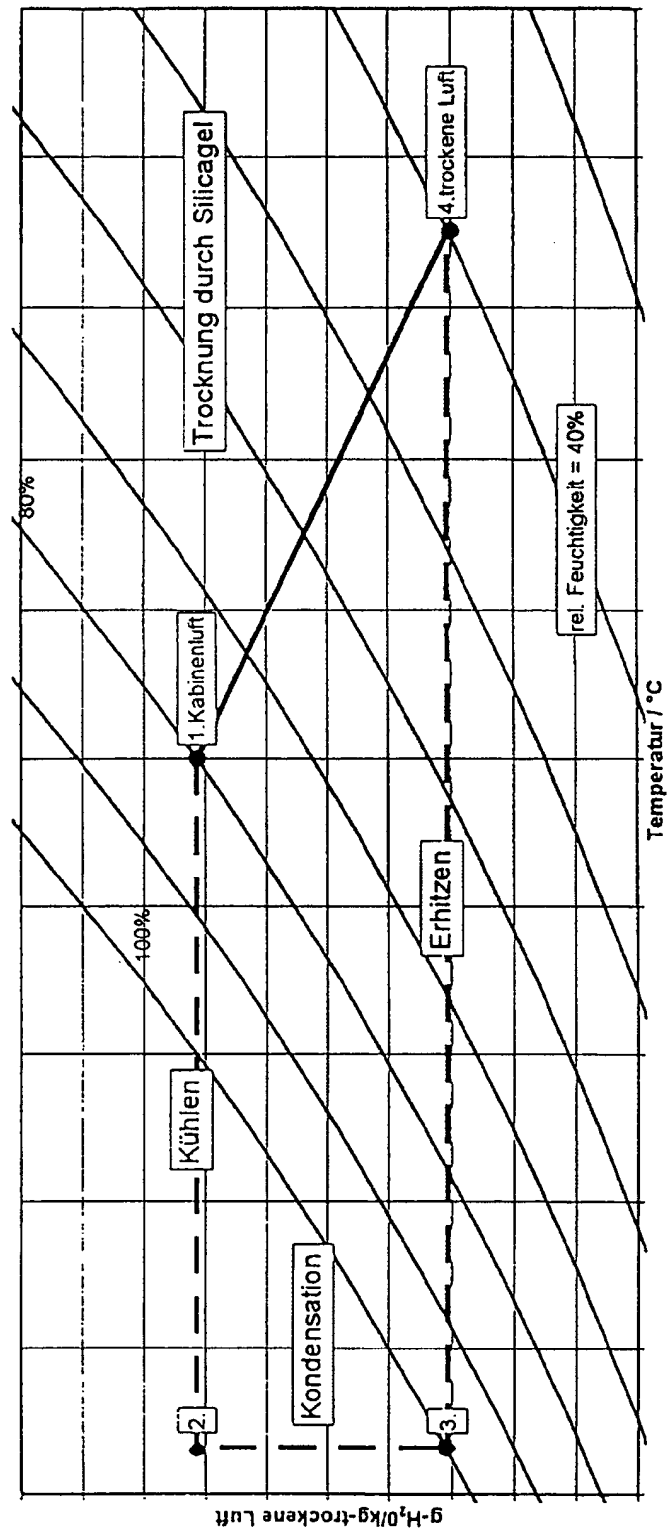 80%
100%
Trocknung durch Silicagel
1.Kabinenluft
4.trockene Luft
Kühlen
2.
Kondensation
Erhitzen
3.
rel. Feuchtigkeit = 40%
g-H₂0/kg-trockene Luft
Temperatur / °C